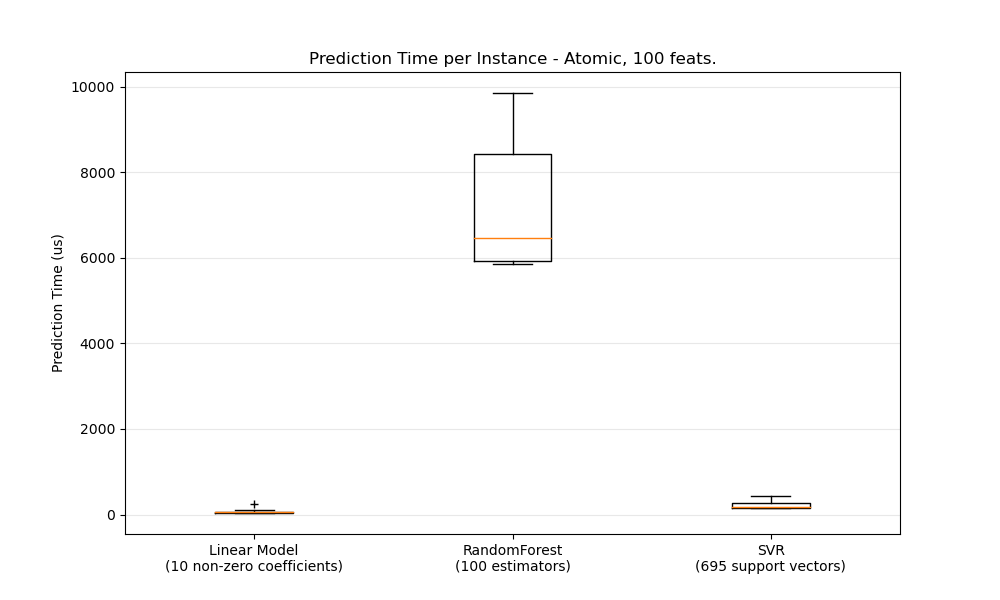 Prediction Time per Instance - Atomic, 100 feats.
10000
8000
6000
4000
2000
0
Prediction Time (us)
Linear Model
(10 non-zero coefficients)
RandomForest
(100 estimators)
SVR
(695 support vectors)